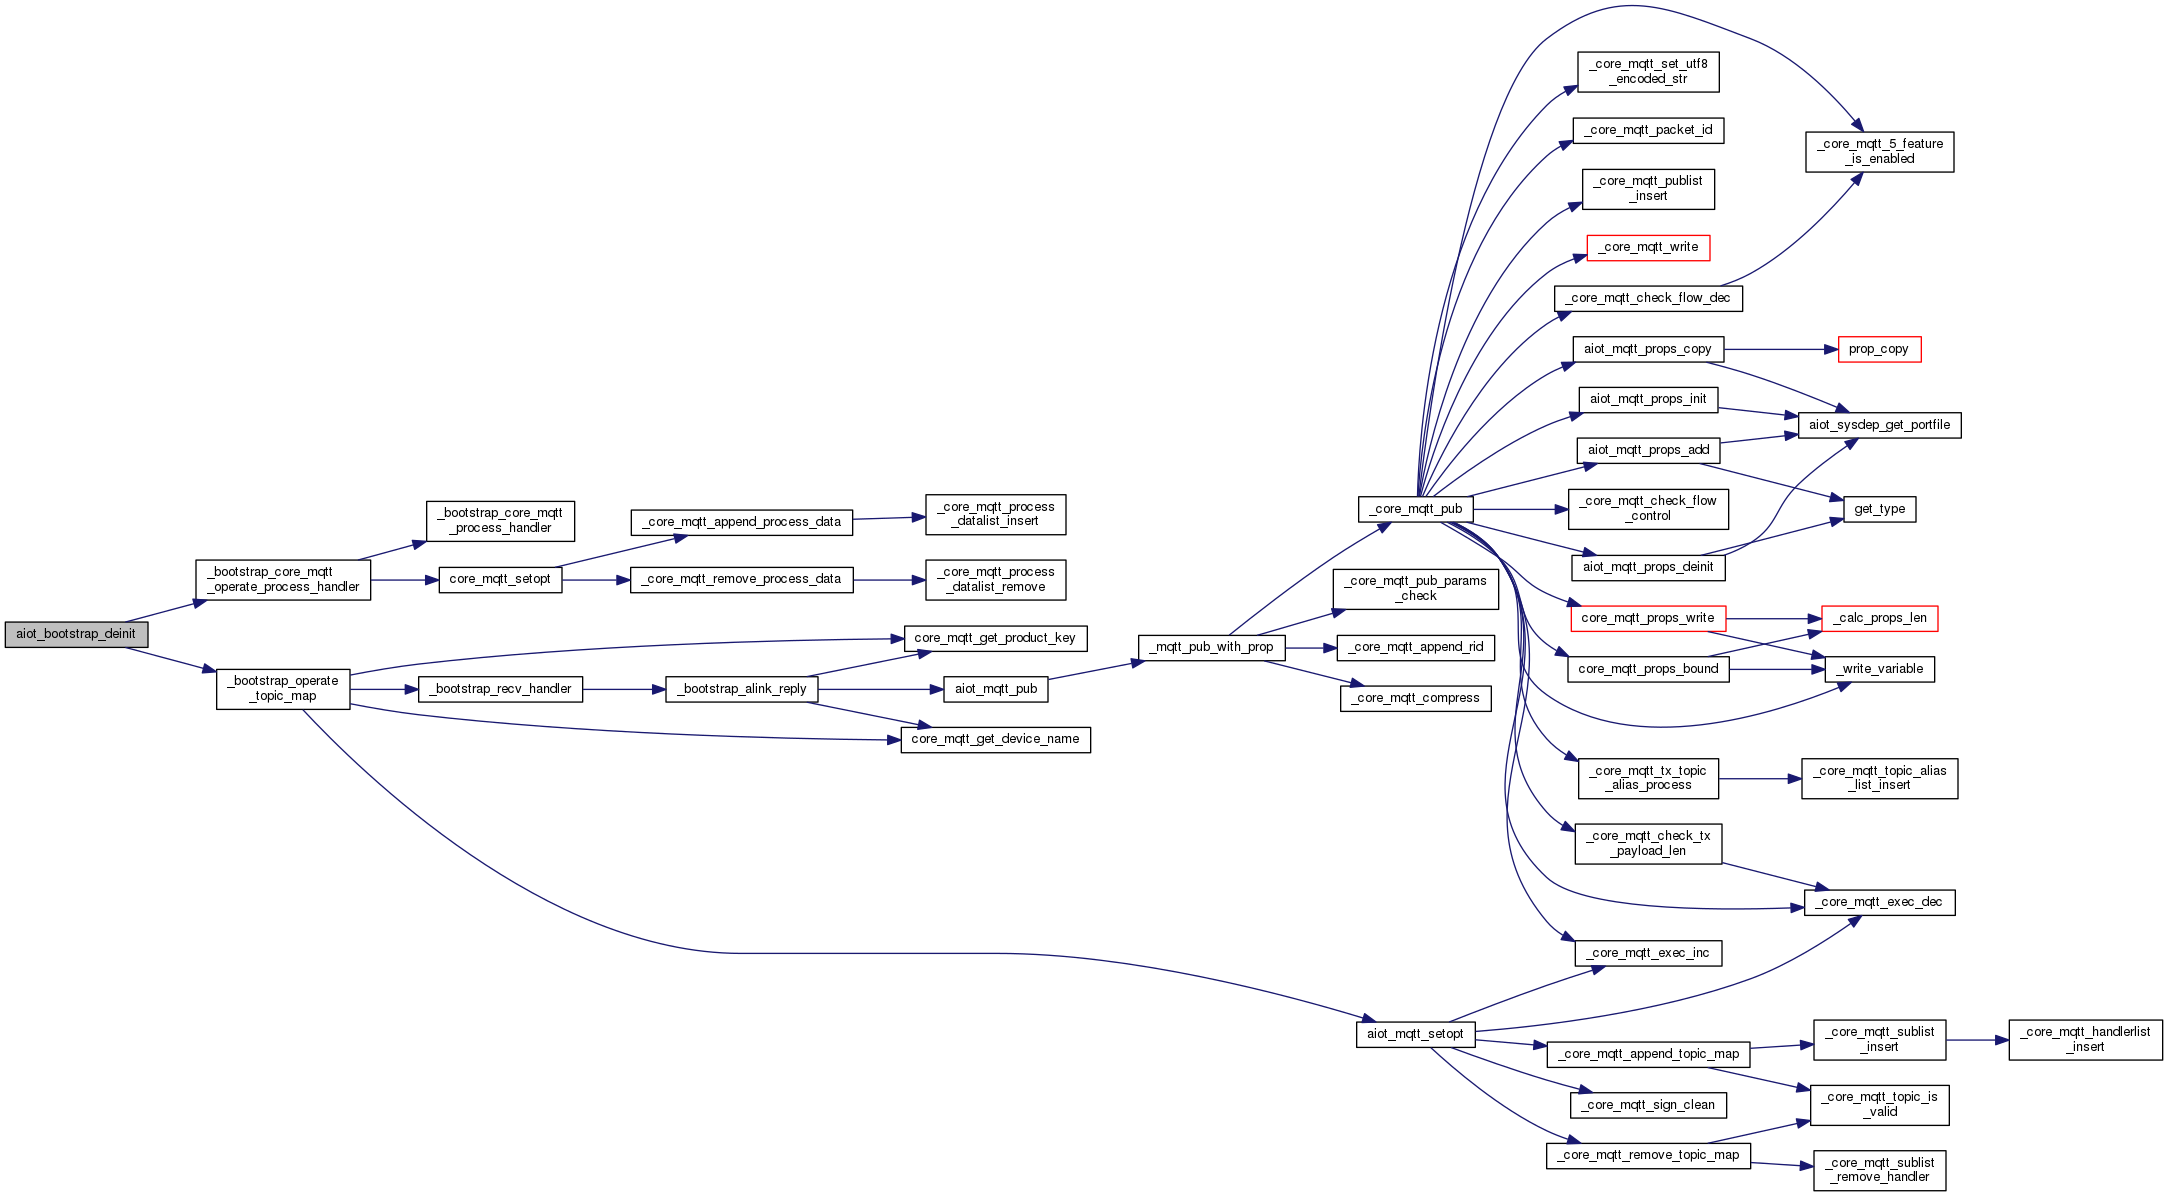 aiot_bootstrap_deinit
_bootstrap_core_mqtt
_operate_process_handler
_bootstrap_operate
_topic_map
_bootstrap_core_mqtt
_process_handler
core_mqtt_setopt
_bootstrap_recv_handler
_core_mqtt_append_process_data
_core_mqtt_remove_process_data
_bootstrap_alink_reply
_core_mqtt_process
_datalist_insert
_core_mqtt_process
_datalist_remove
core_mqtt_get_product_key
aiot_mqtt_pub
core_mqtt_get_device_name
_mqtt_pub_with_prop
_core_mqtt_pub
_core_mqtt_pub_params
_check
_core_mqtt_append_rid
_core_mqtt_compress
aiot_mqtt_setopt
_core_mqtt_set_utf8
_encoded_str
_core_mqtt_packet_id
_core_mqtt_publist
_insert
_core_mqtt_write
_core_mqtt_check_flow_dec
aiot_mqtt_props_copy
aiot_mqtt_props_init
aiot_mqtt_props_add
_core_mqtt_check_flow
_control
aiot_mqtt_props_deinit
core_mqtt_props_write
core_mqtt_props_bound
_core_mqtt_tx_topic
_alias_process
_core_mqtt_check_tx
_payload_len
_core_mqtt_exec_inc
_core_mqtt_append_topic_map
_core_mqtt_sign_clean
_core_mqtt_remove_topic_map
_core_mqtt_5_feature
_is_enabled
prop_copy
aiot_sysdep_get_portfile
get_type
_calc_props_len
_write_variable
_core_mqtt_topic_alias
_list_insert
_core_mqtt_exec_dec
_core_mqtt_sublist
_insert
_core_mqtt_topic_is
_valid
_core_mqtt_sublist
_remove_handler
_core_mqtt_handlerlist
_insert